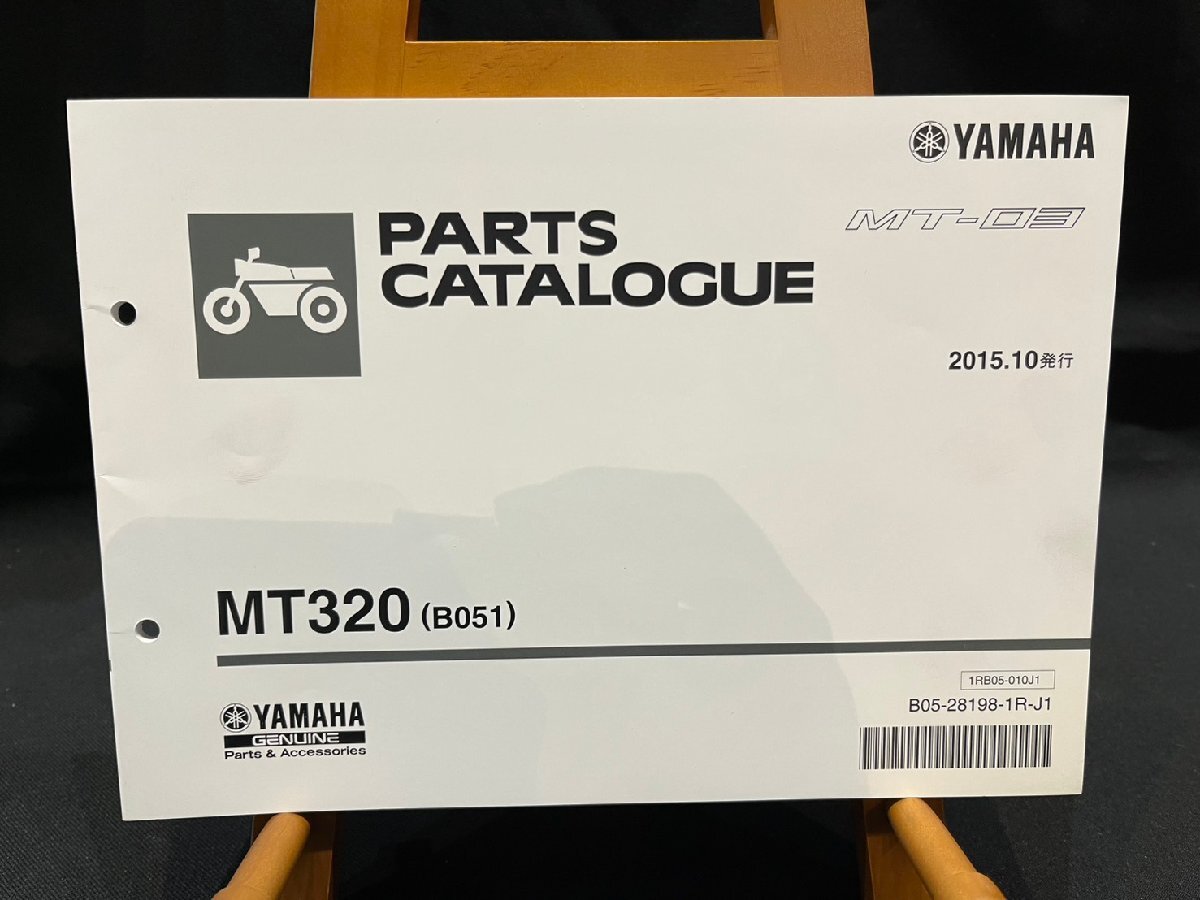 YAMAHA
MT-03
PARTS
CATALOGUE
2015.10発行
MT320 (B051)
1RB05-010J1
B05-28198-1R-J1
YAMAHA
GENUINE
Parts & Accessories